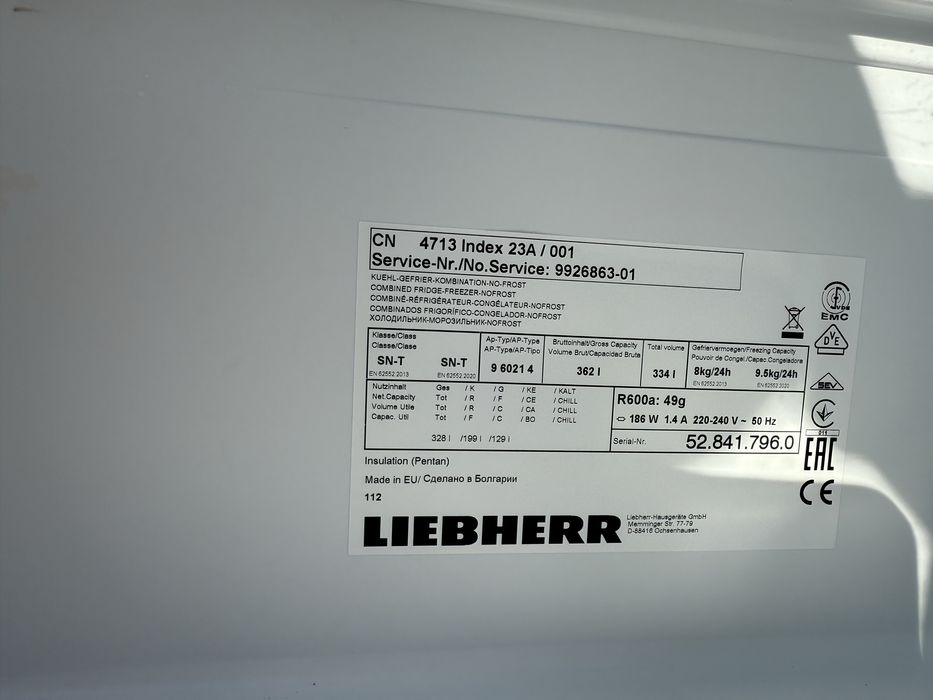 CN 4713 Index 23A / 001
Service-Nr./No.Service: 9926863-01
KUEHL-GEFRIER-KOMBINATION-NO-FROST
COMBINED FRIDGE-FREEZER-NOFROST
COMBINÉ-RÉFRIGÉRATEUR-CONGÉLATEUR-NOFROST
COMBINADOS FRIGORÍFICO-CONGELADOR-NOFROST
ХОЛОДИЛЬНИК-МОРОЗИЛЬНИК-NOFROST
Klasse/Class
Classe/Clase
SN-T SN-T
EN 62552:2013 EN 62552:2020
Ap-Typ/AP-Type
AP-Type/AP-Tipo
9 6021 4
Bruttoinhalt/Gross Capacity
Volume Brut/Capacidad Bruta
362 l
Total volume
334 l
Gefriervermoegen/Freezing Capacity
Pouvoir de Congel./Capac.Congeladora
8kg/24h 9.5kg/24h
EN 62552:2013 EN 62552:2020
Nutzinhalt Ges / K / G / KE / KALT
Net.Capacity Tot / R / F / CE / CHILL
Volume Utile Tot / R / C / CA / CHILL
Capac. Util Tot / F / C / BO / CHILL
328 l /199 l /129 l
R600a: 49g
186 W 1.4 A 220-240 V ~ 50 Hz
Serial-Nr. 52.841.796.0
Insulation (Pentan)
Made in EU/ Сделано в Болгарии
112
LIEBHERR
Liebherr-Hausgeräte GmbH
Memminger Str. 77-79
D-88416 Ochsenhausen
EMC
DVE
SEV
011
EAC
CE